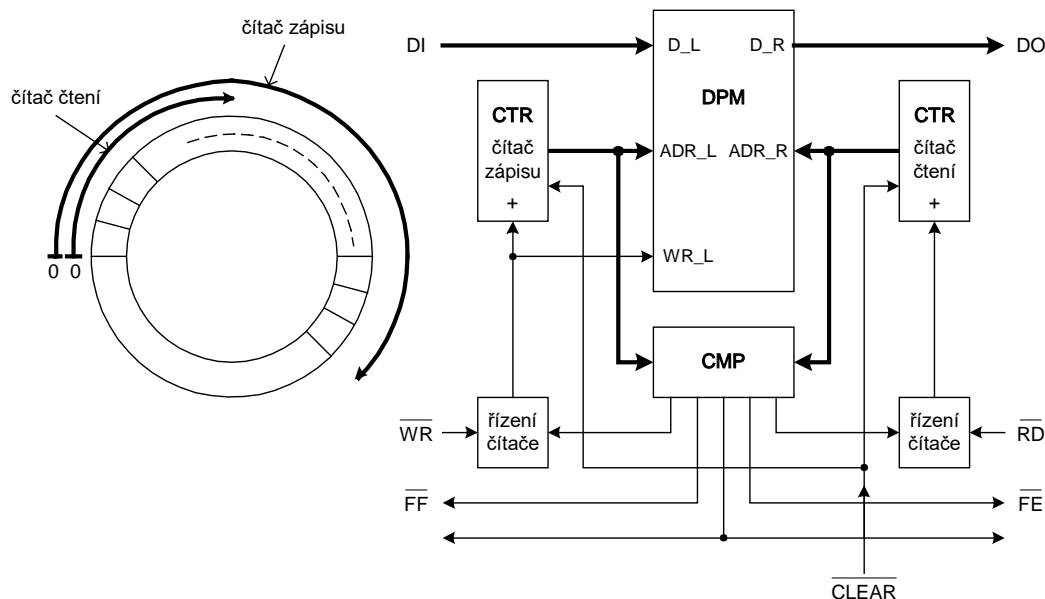 čítač zápisu
čítač čtení
0 0
DI
D_L
D_R
DO
DPM
CTR
čítač
zápisu
+
ADR_L
ADR_R
CTR
čítač
čtení
+
WR_L
CMP
WR
řízení
čítače
řízení
čítače
RD
FF
FE
CLEAR